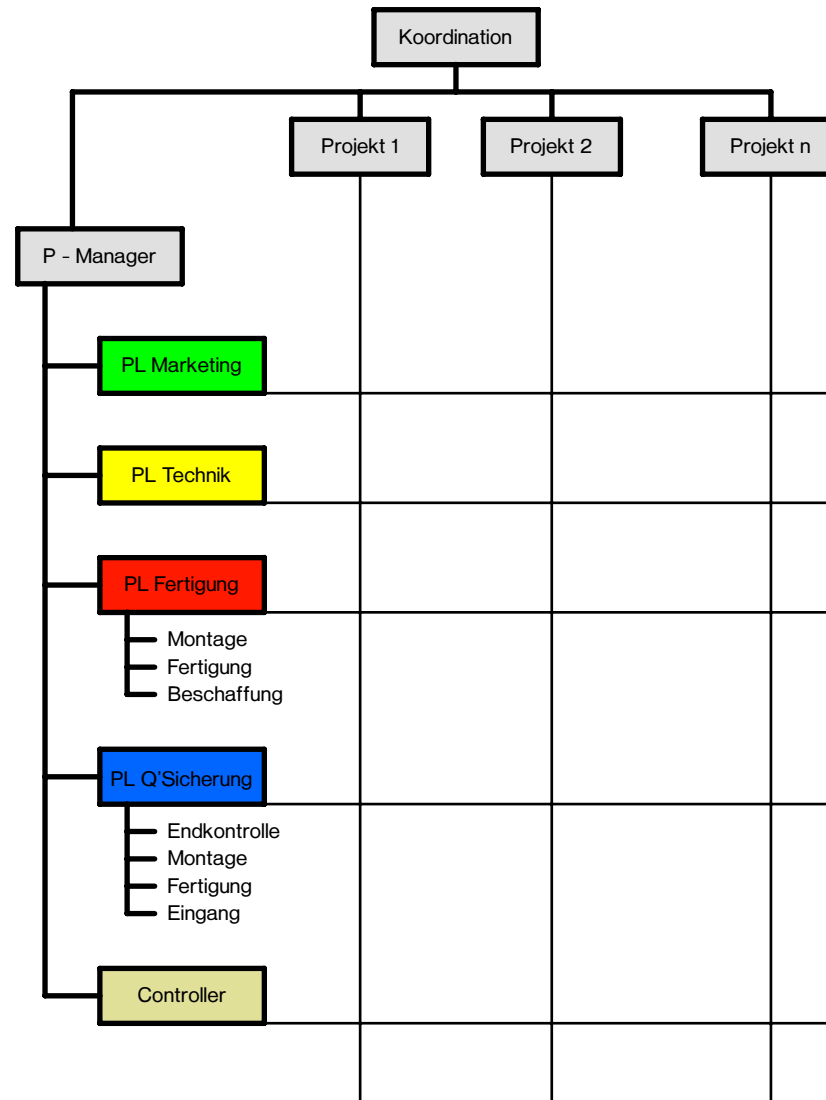 Koordination
Projekt 1
Projekt 2
Projekt n
P - Manager
PL Marketing
PL Technik
PL Fertigung
Montage
Fertigung
Beschaffung
PL Q'Sicherung
Endkontrolle
Montage
Fertigung
Eingang
Controller